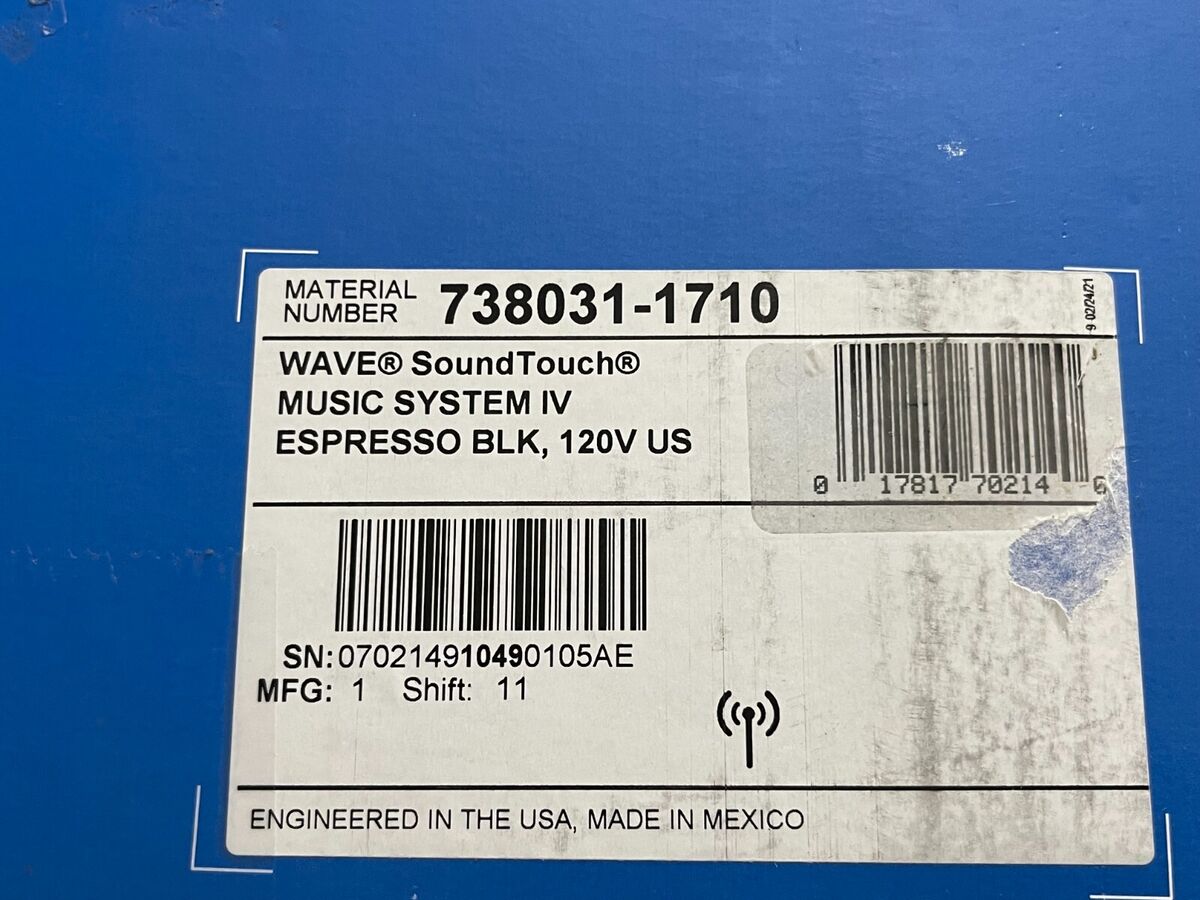 MATERIAL
NUMBER
738031-1710
9 02/24/21
WAVE® SoundTouch®
MUSIC SYSTEM IV
ESPRESSO BLK, 120V US
0 17817 70214 6
SN:070214910490105AE
MFG: 1 Shift: 11
ENGINEERED IN THE USA, MADE IN MEXICO